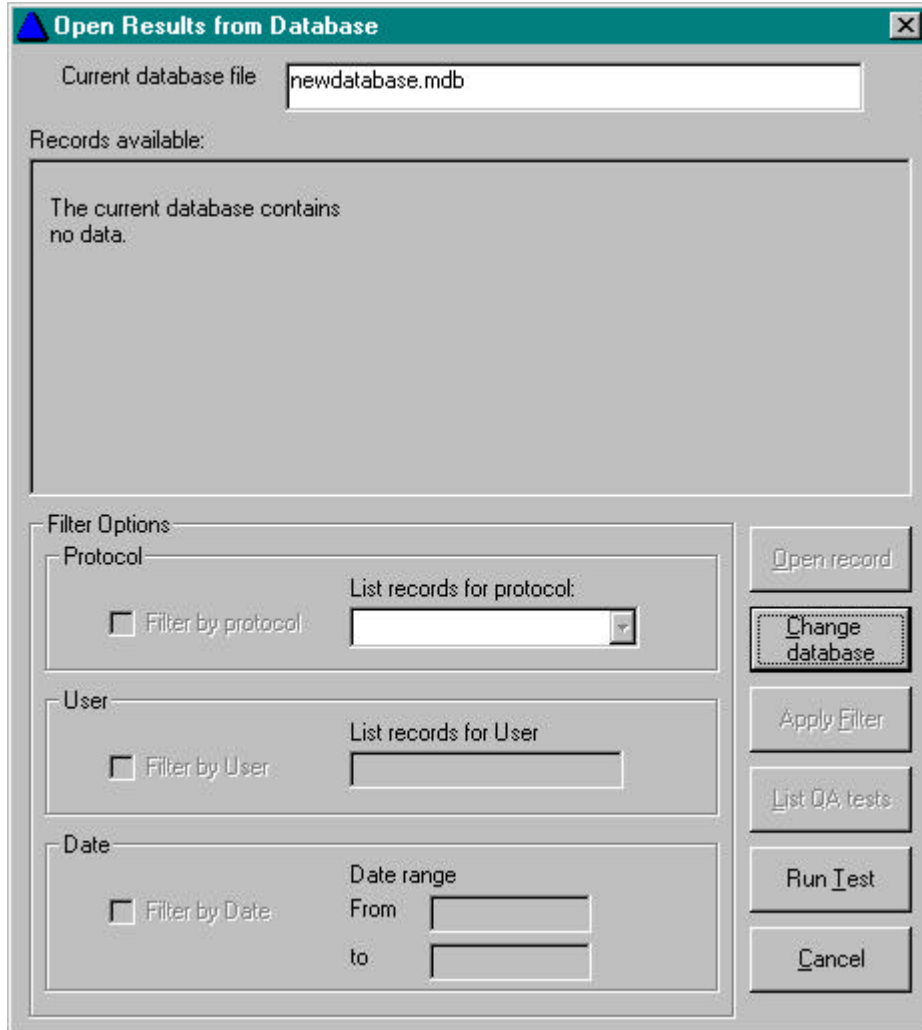 Open Results from Database
Current database file
newdatabase.mdb
Records available:
The current database contains
no data.
Filter Options
Protocol
List records for protocol:
Filter by protocol
User
List records for User
Filter by User
Date
Date range
Filter by Date
From
to
Open record
Change
database
Apply Filter
List QA tests
Run Test
Cancel